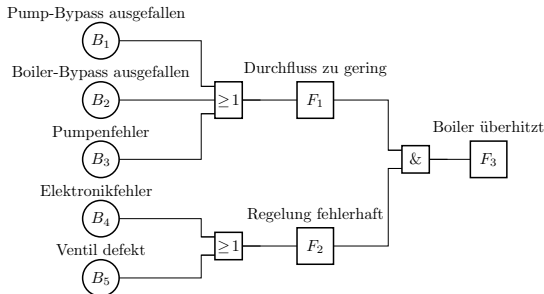 Pump-Bypass ausgefallen
B1
Boiler-Bypass ausgefallen
B2
Pumpenfehler
B3
Elektronikfehler
B4
Ventil defekt
B5
≥1
≥1
Durchfluss zu gering
F1
Regelung fehlerhaft
F2
&
Boiler überhitzt
F3